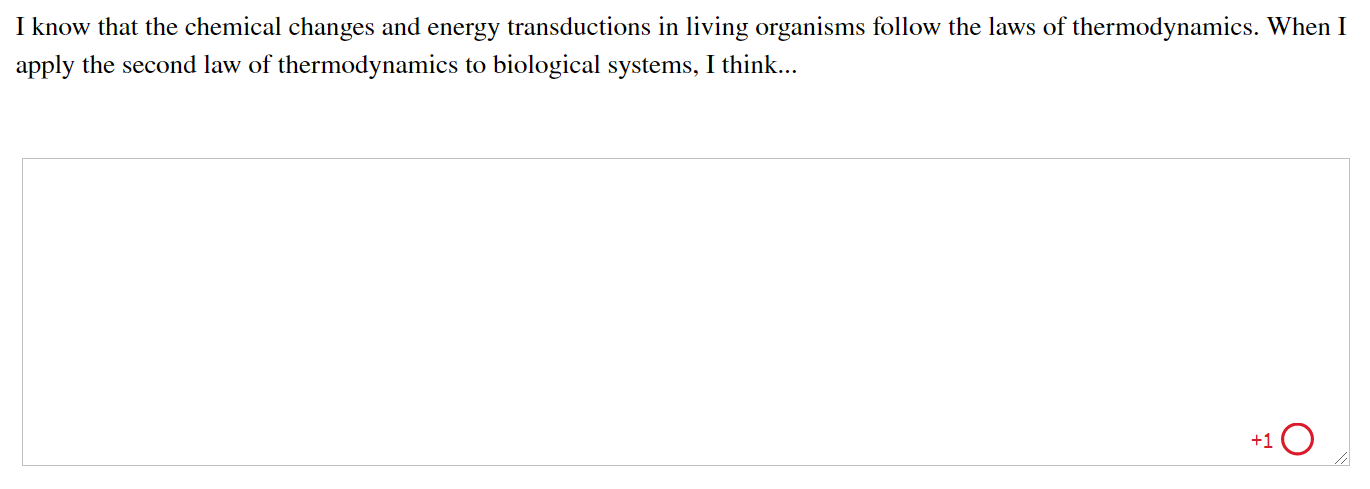 I know that the chemical changes and energy transductions in living organisms follow the laws of thermodynamics. When I
apply the second law of thermodynamics to biological systems, I think...
+1